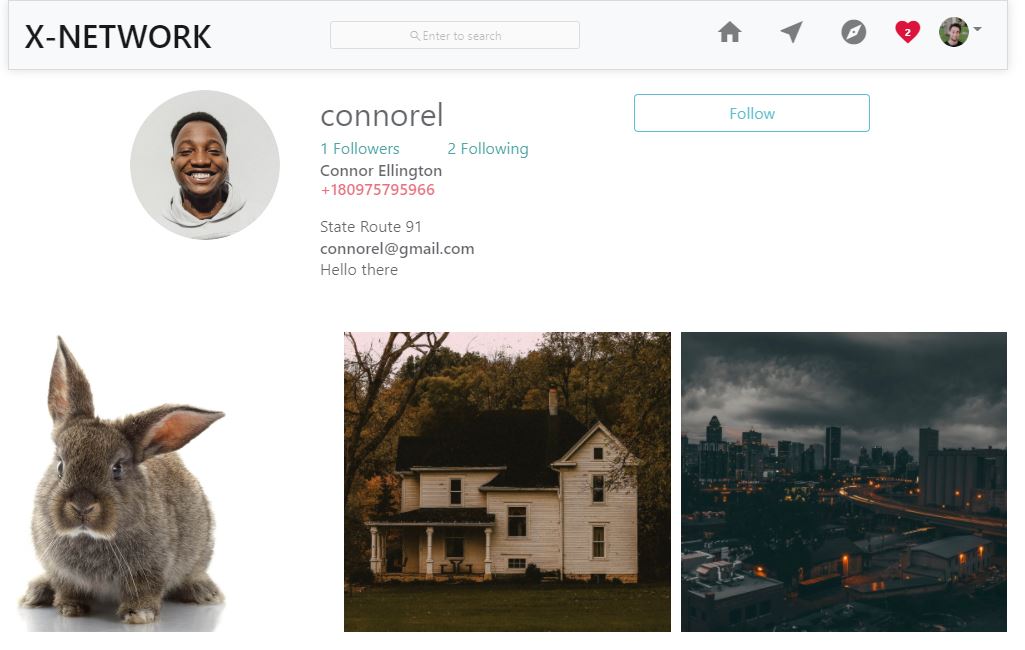 X-NETWORK
Enter to search
2
connorel
Follow
1 Followers 2 Following
Connor Ellington
+180975795966
State Route 91
connorel@gmail.com
Hello there